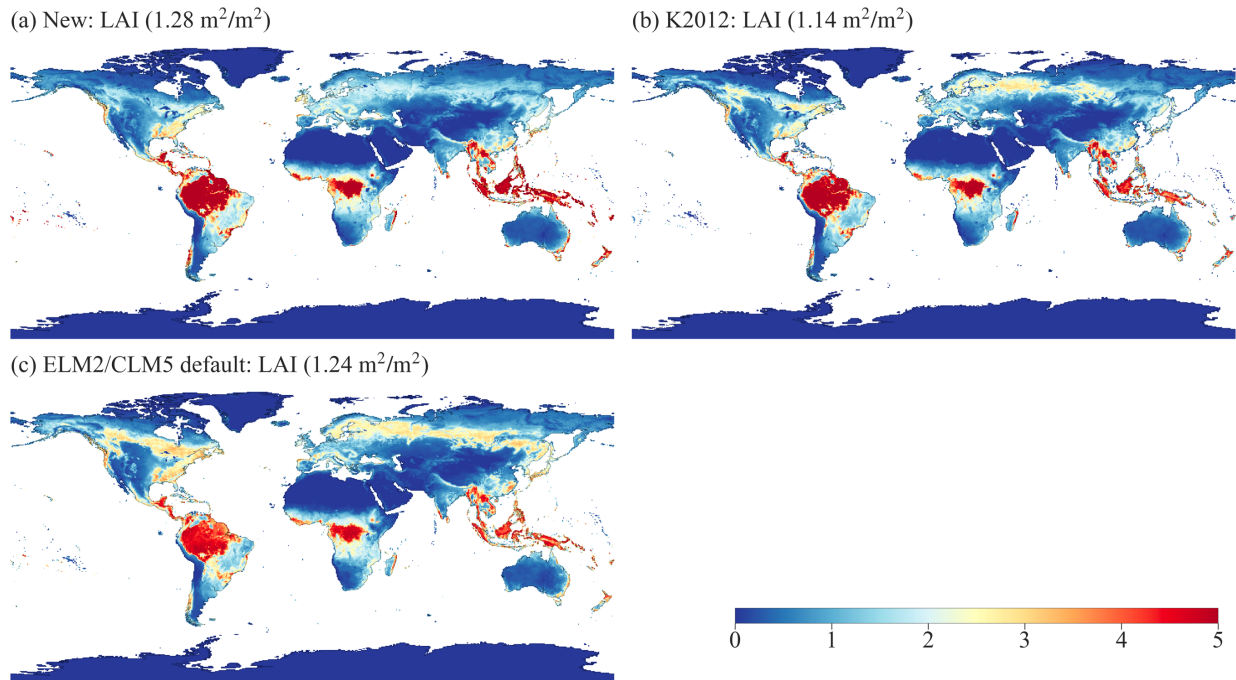 (a) New: LAI (1.28 m²/m²)
(b) K2012: LAI (1.14 m²/m²)
(c) ELM2/CLM5 default: LAI (1.24 m²/m²)
0 1 2 3 4 5